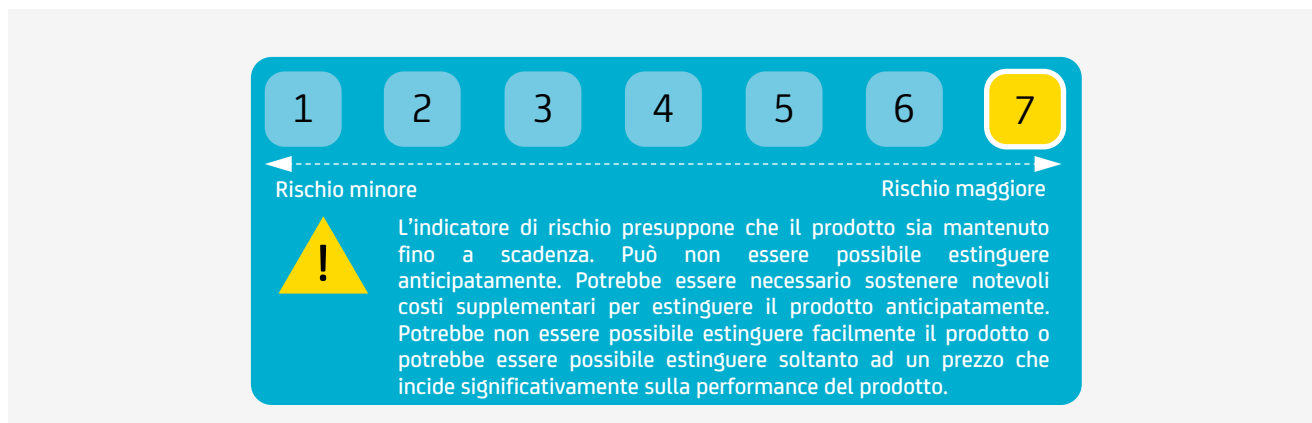 1 2 3 4 5 6 7
Rischio minore Rischio maggiore
!
L'indicatore di rischio presuppone che il prodotto sia mantenuto
fino a scadenza. Può non essere possibile estinguere
anticipatamente. Potrebbe essere necessario sostenere notevoli
costi supplementari per estinguere il prodotto anticipatamente.
Potrebbe non essere possibile estinguere facilmente il prodotto o
potrebbe essere possibile estinguere soltanto ad un prezzo che
incide significativamente sulla performance del prodotto.